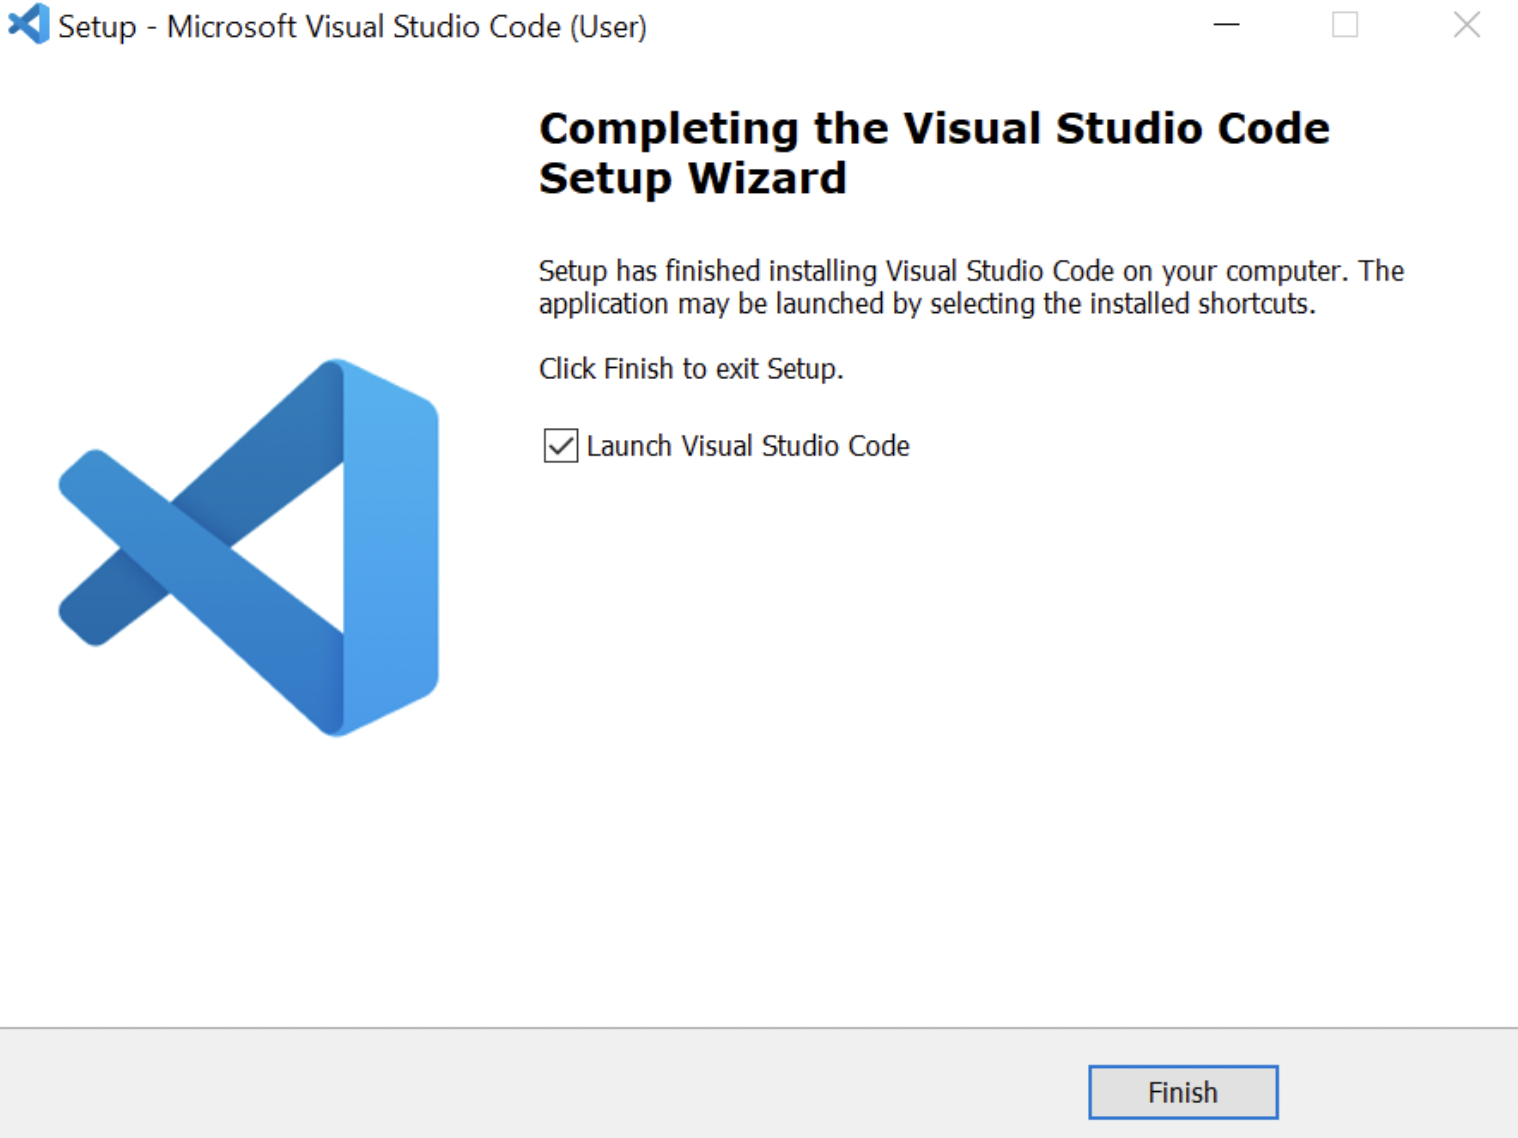 Setup - Microsoft Visual Studio Code (User)
Completing the Visual Studio Code
Setup Wizard
Setup has finished installing Visual Studio Code on your computer. The
application may be launched by selecting the installed shortcuts.
Click Finish to exit Setup.
Launch Visual Studio Code
Finish